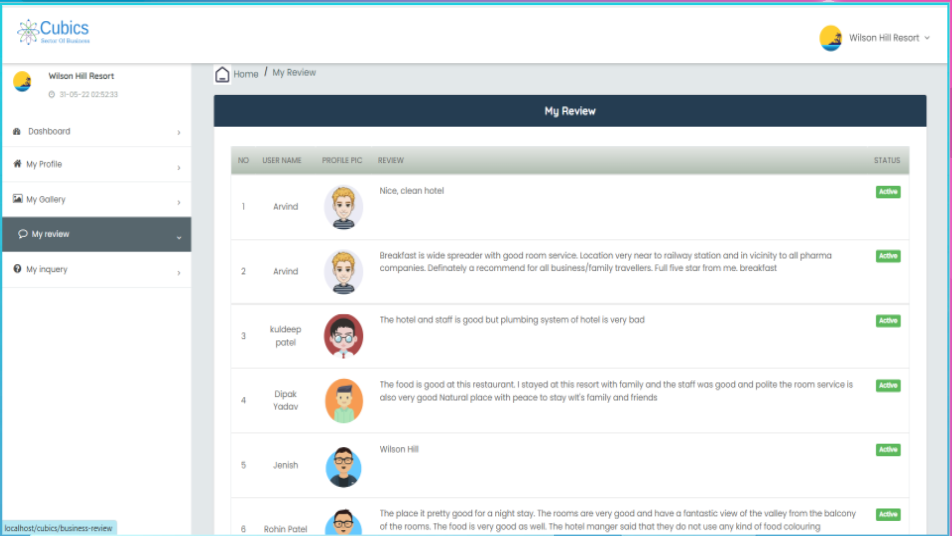 Cubics
Sector Of Business
Wilson Hill Resort
Wilson Hill Resort
31-05-22 02:52:33
Dashboard
My Profile
My Gallery
My review
My inquery
Home / My Review
My Review
NO USER NAME PROFILE PIC REVIEW STATUS
1 Arvind Nice, clean hotel Active
2 Arvind Breakfast is wide spreader with good room service. Location very near to railway station and in vicinity to all pharma Active
companies. Definately a recommend for all business/family travellers. Full five star from me. breakfast
3 kuldeep patel The hotel and staff is good but plumbing system of hotel is very bad Active
4 Dipak Yadav The food is good at this restaurant. I stayed at this resort with family and the staff was good and polite the room service is Active
also very good Natural place with peace to stay wit's family and friends
5 Jenish Wilson Hill Active
6 Rohin Patel The place it pretty good for a night stay. The rooms are very good and have a fantastic view of the valley from the balcony Active
of the rooms. The food is very good as well. The hotel manger said that they do not use any kind of food colouring
localhost/cubics/business-review